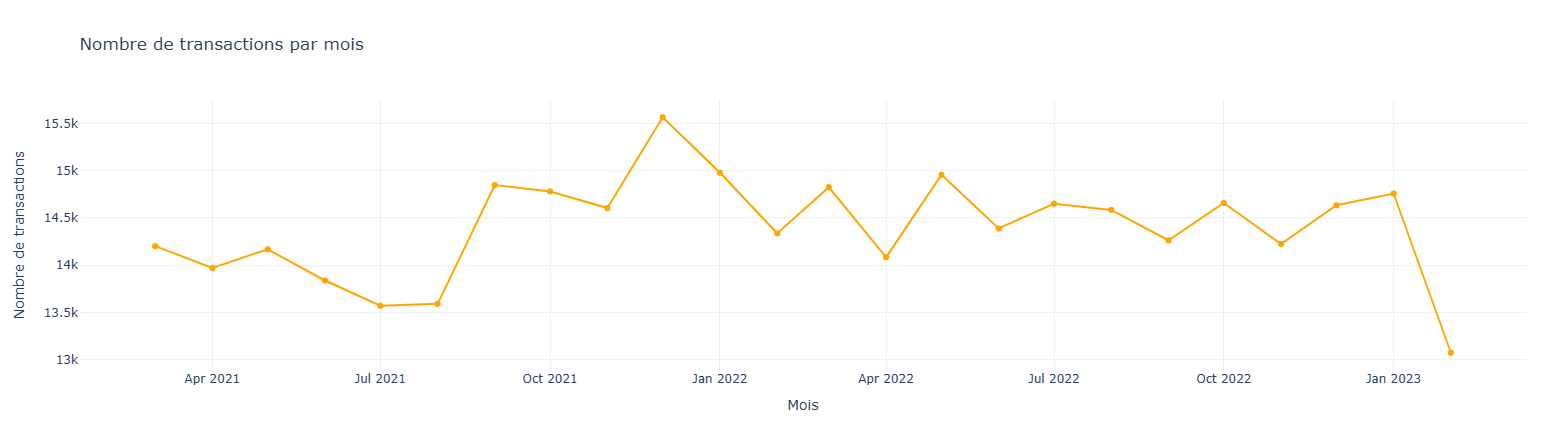 Nombre de transactions par mois
Nombre de transactions
15.5k
15k
14.5k
14k
13.5k
13k
Apr 2021
Jul 2021
Oct 2021
Jan 2022
Apr 2022
Jul 2022
Oct 2022
Jan 2023
Mois